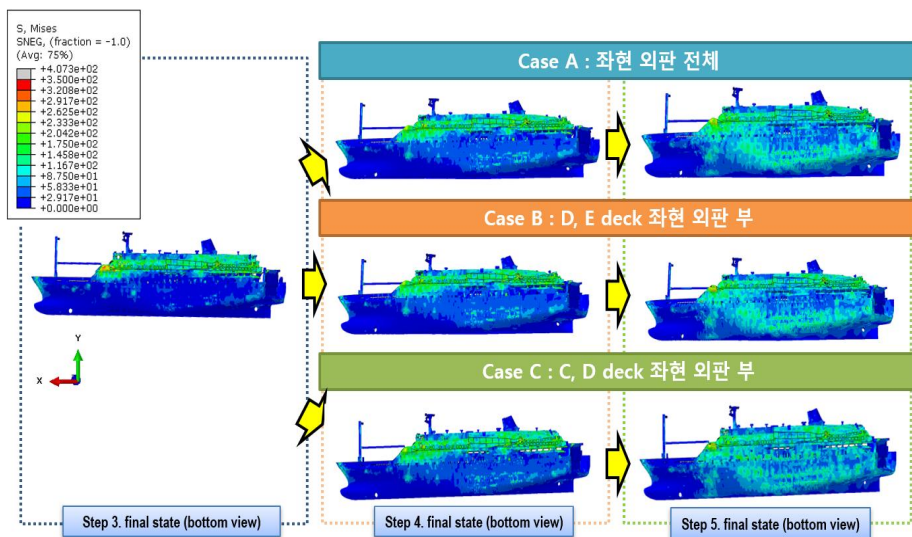 S, Mises
SNEG, (fraction = -1.0)
(Avg: 75%)
+4.073e+02
+3.500e+02
+3.208e+02
+2.917e+02
+2.625e+02
+2.333e+02
+2.042e+02
+1.750e+02
+1.458e+02
+1.167e+02
+8.750e+01
+5.833e+01
+2.917e+01
+0.000e+00
Case A : 좌현 외판 전체
Case B : D, E deck 좌현 외판 부
Case C : C, D deck 좌현 외판 부
Y
X
Step 3. final state (bottom view)
Step 4. final state (bottom view)
Step 5. final state (bottom view)